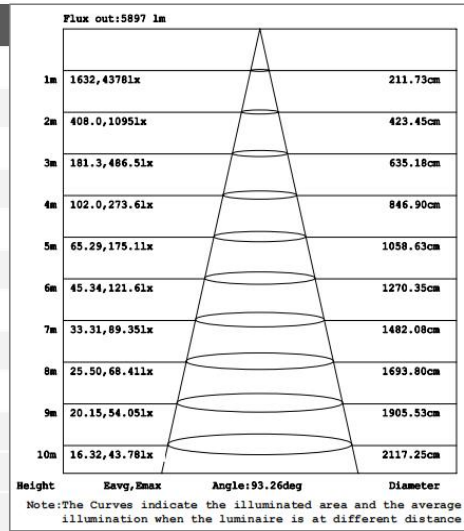 Flux out:5897 lm
1m 1632,4378lx 211.73cm
2m 408.0,1095lx 423.45cm
3m 181.3,486.5lx 635.18cm
4m 102.0,273.6lx 846.90cm
5m 65.29,175.1lx 1058.63cm
6m 45.34,121.6lx 1270.35cm
7m 33.31,89.35lx 1482.08cm
8m 25.50,68.41lx 1693.80cm
9m 20.15,54.05lx 1905.53cm
10m 16.32,43.78lx 2117.25cm
Height Eavg,Emax Angle:93.26deg Diameter
Note:The Curves indicate the illuminated area and the average
illumination when the luminaire is at different distance